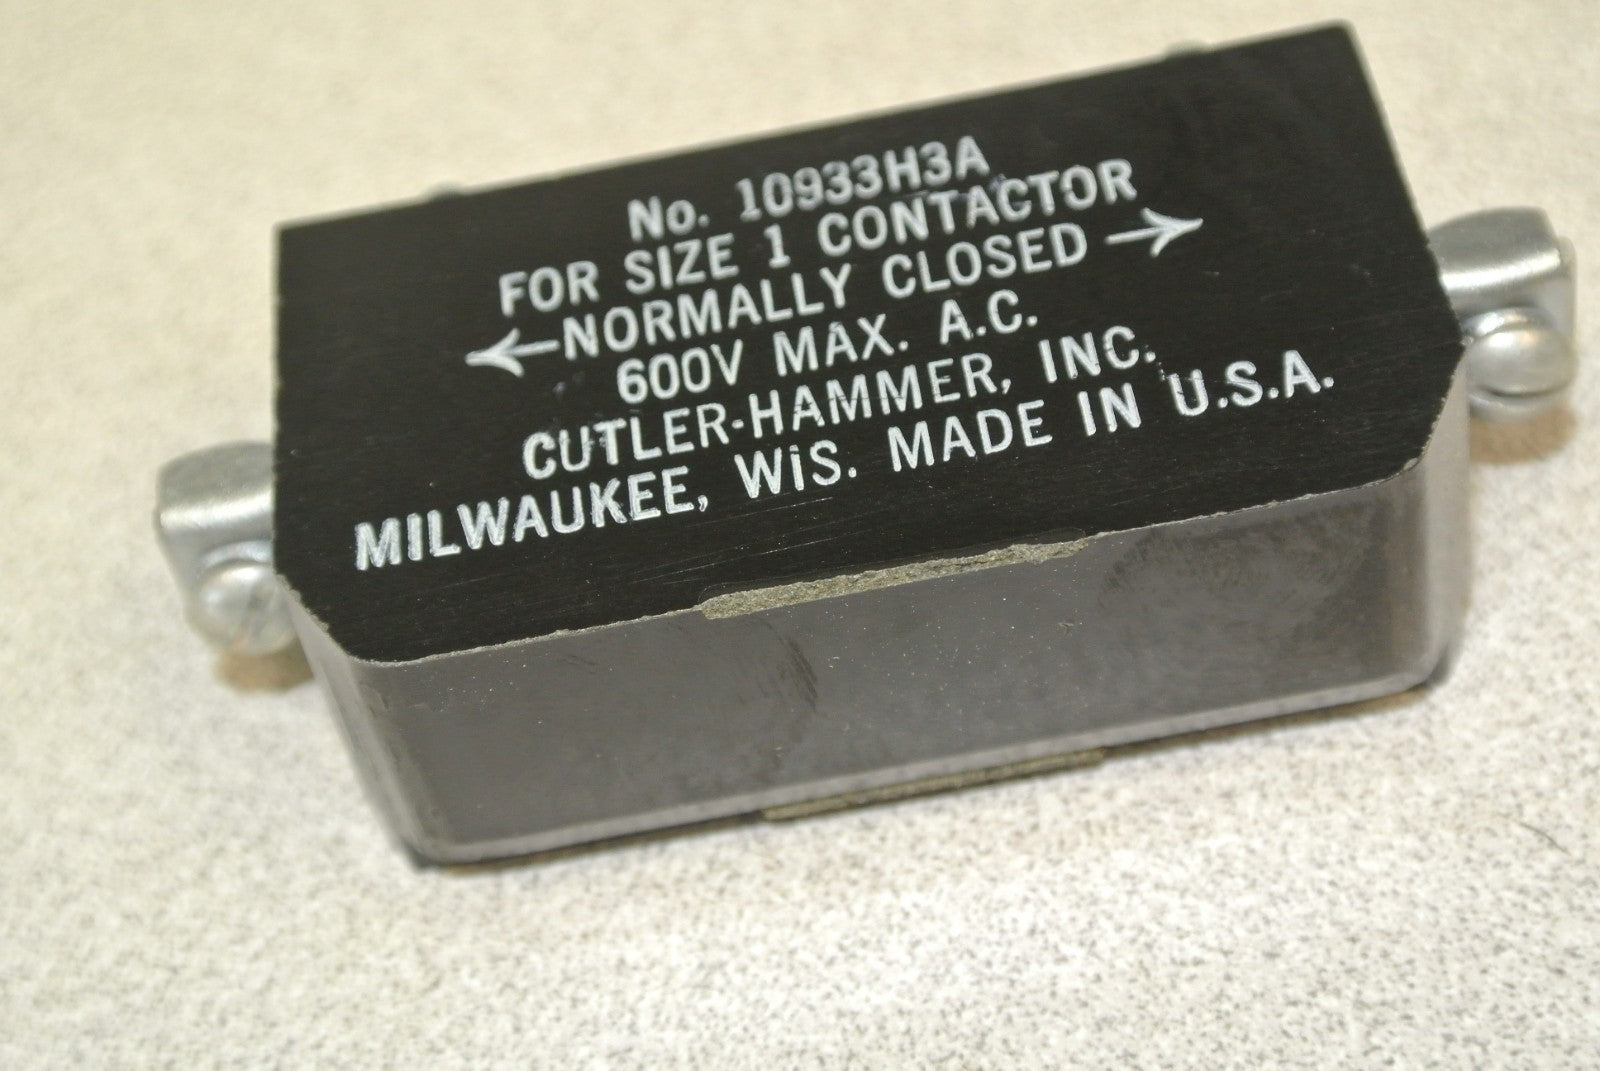 No. 10933H3A
FOR SIZE 1 CONTACTOR
←NORMALLY CLOSED→
600V MAX. A.C.
CUTLER-HAMMER, INC.
MILWAUKEE, WiS. MADE IN U.S.A.